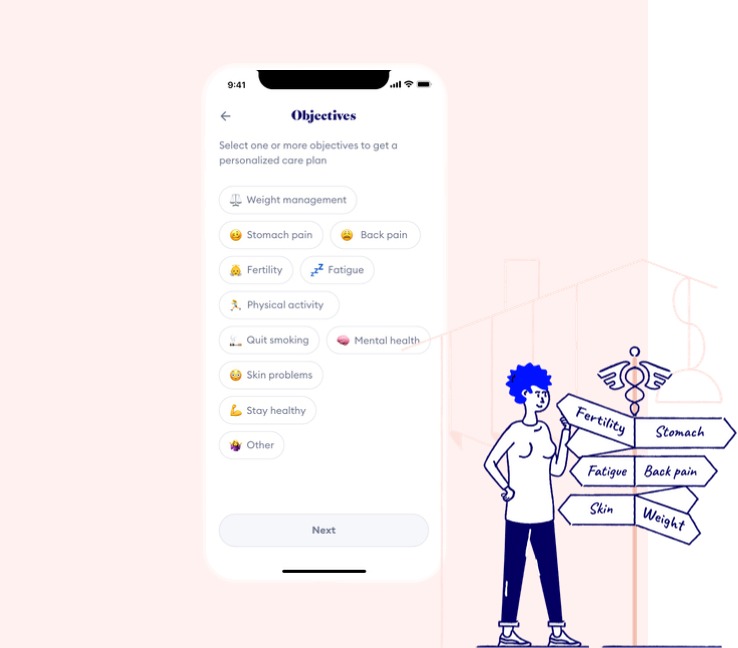 9:41
Objectives
Select one or more objectives to get a
personalized care plan
Weight management
Stomach pain
Back pain
Fertility
Fatigue
Physical activity
Quit smoking
Mental health
Skin problems
Stay healthy
Other
Next
Fertility
Stomach
Fatigue
Back pain
Skin
Weight